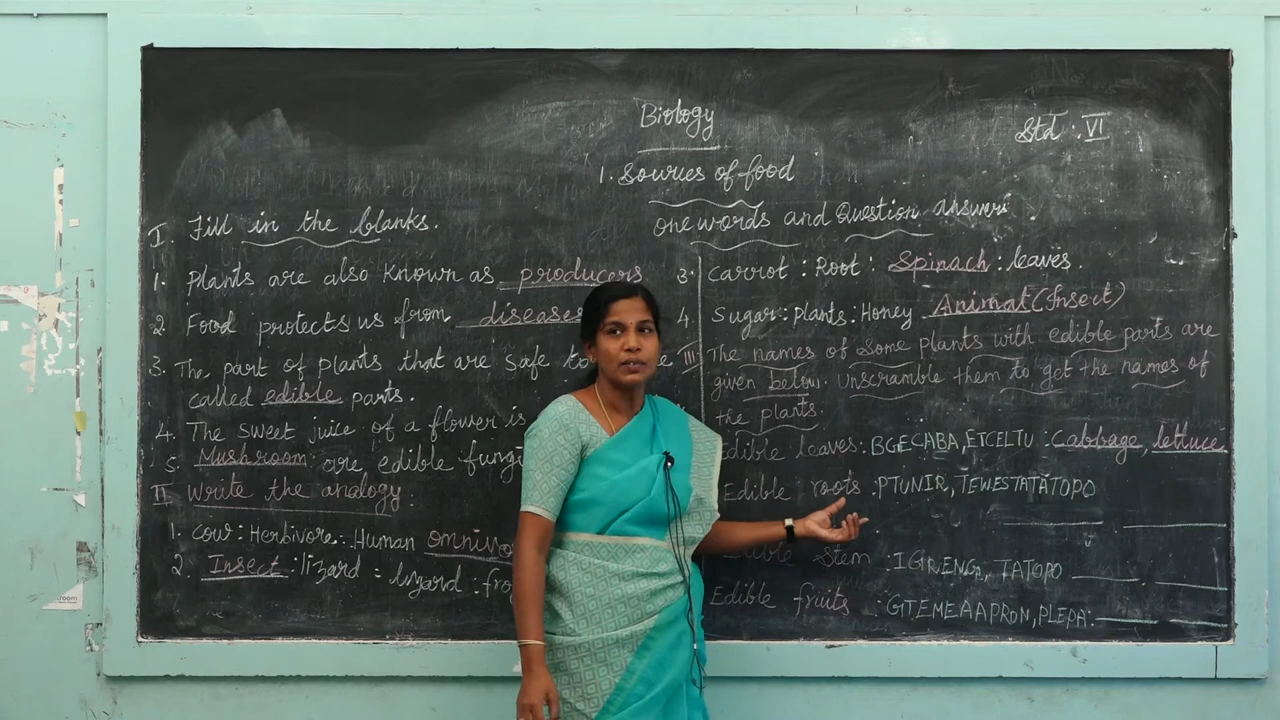 Biology
Std : VI
1. Sources of food
I. Fill in the blanks.
1. Plants are also known as producers
2. Food protects us from diseases
3. The part of plants that are safe to
called edible parts.
4. The sweet juice of a flower is
5. Mushroom are edible fungi
II Write the analogy.
1. Cow : Herbivore :: Human
2. Insect : lizard : lizard :
one words and Question answers.
3. Carrot : Root : Spinach : leaves.
4. Sugar : plants : Honey Animal (Insect)
III The names of some plants with edible parts are
given below. Unscramble them to get the names of
the plants.
leaves : BGECABA, ETCELTU : Cabbage, lettuce
Edible roots : PTUNIR, TEWESTATATOPO
stem : IGRENG, TATOPO
Edible fruits : GTEMEAAPRON, PLEPA :
room